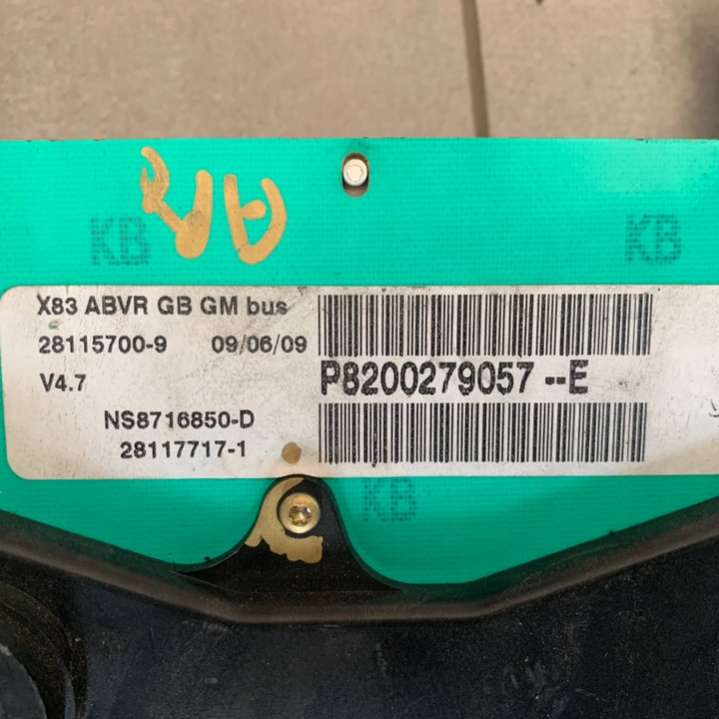 KB
KB
X83 ABVR GB GM bus
28115700-9 09/06/09
V4.7
P8200279057 --E
NS8716850-D
28117717-1
KB